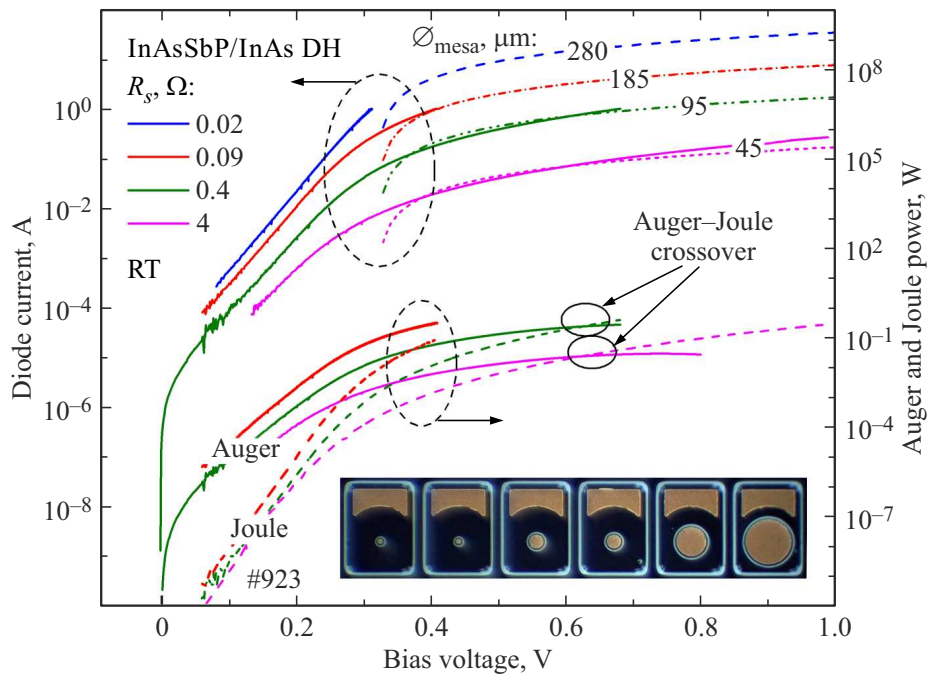 InAsSbP/InAs DH
R_s, Ω:
0.02
0.09
0.4
4
RT
∅_mesa, μm:
280
185
95
45
Auger–Joule
crossover
Auger
Joule
#923
10^0
10^−2
10^−4
10^−6
10^−8
Diode current, A
10^8
10^5
10^2
10^−1
10^−4
10^−7
Auger and Joule power, W
0
0.2
0.4
0.6
0.8
1.0
Bias voltage, V